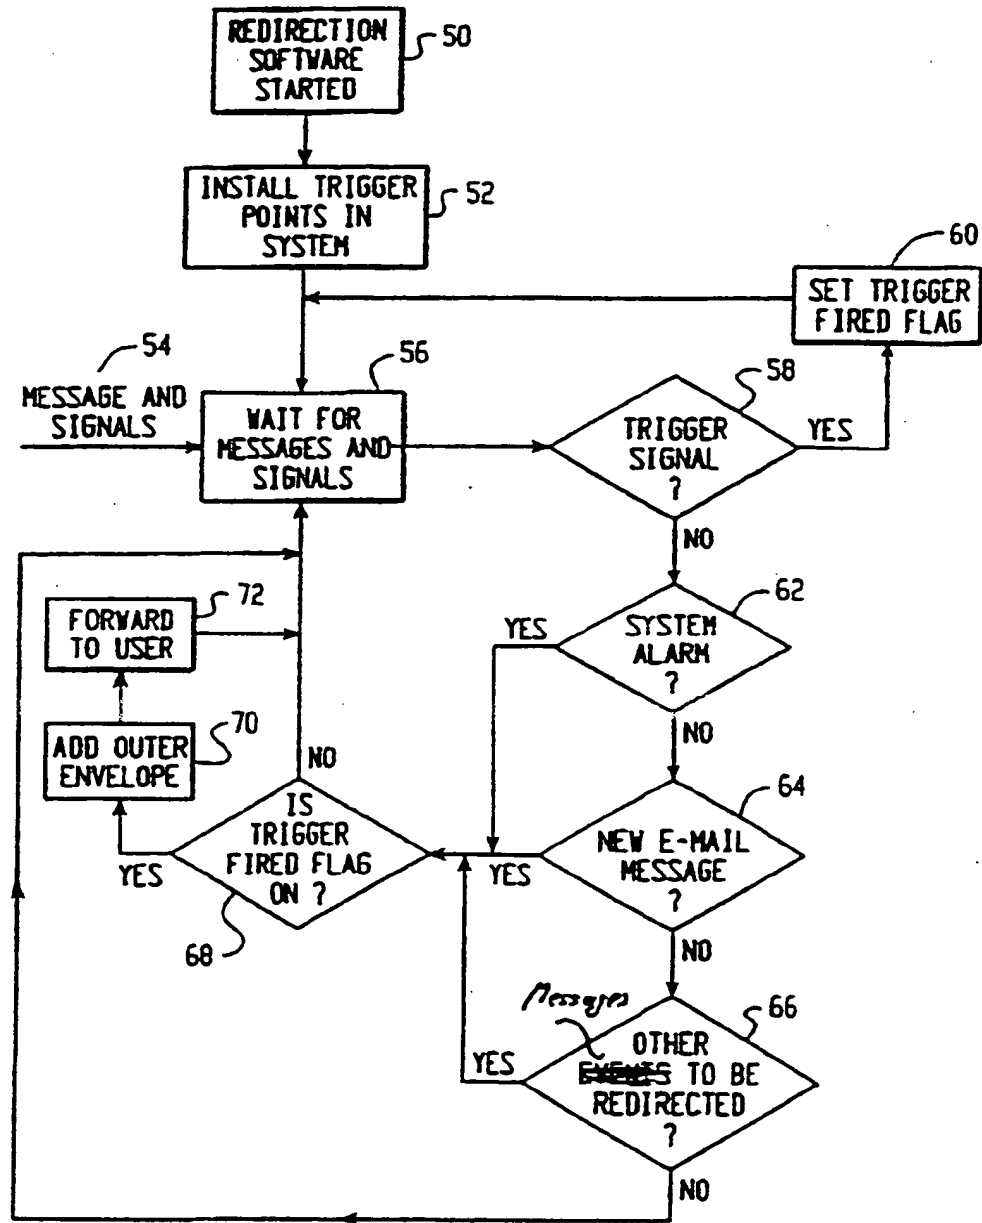 REDIRECTION
SOFTWARE
STARTED
50
INSTALL TRIGGER
POINTS IN
SYSTEM
52
60
SET TRIGGER
FIRED FLAG
54
MESSAGE AND
SIGNALS
56
WAIT FOR
MESSAGES AND
SIGNALS
58
TRIGGER
SIGNAL
?
YES
NO
62
SYSTEM
ALARM
?
YES
NO
72
FORWARD
TO USER
70
ADD OUTER
ENVELOPE
NO
IS
TRIGGER
FIRED FLAG
ON ?
YES
68
64
NEW E-MAIL
MESSAGE
?
YES
NO
Messages
66
OTHER
EVENTS TO BE
REDIRECTED
?
YES
NO